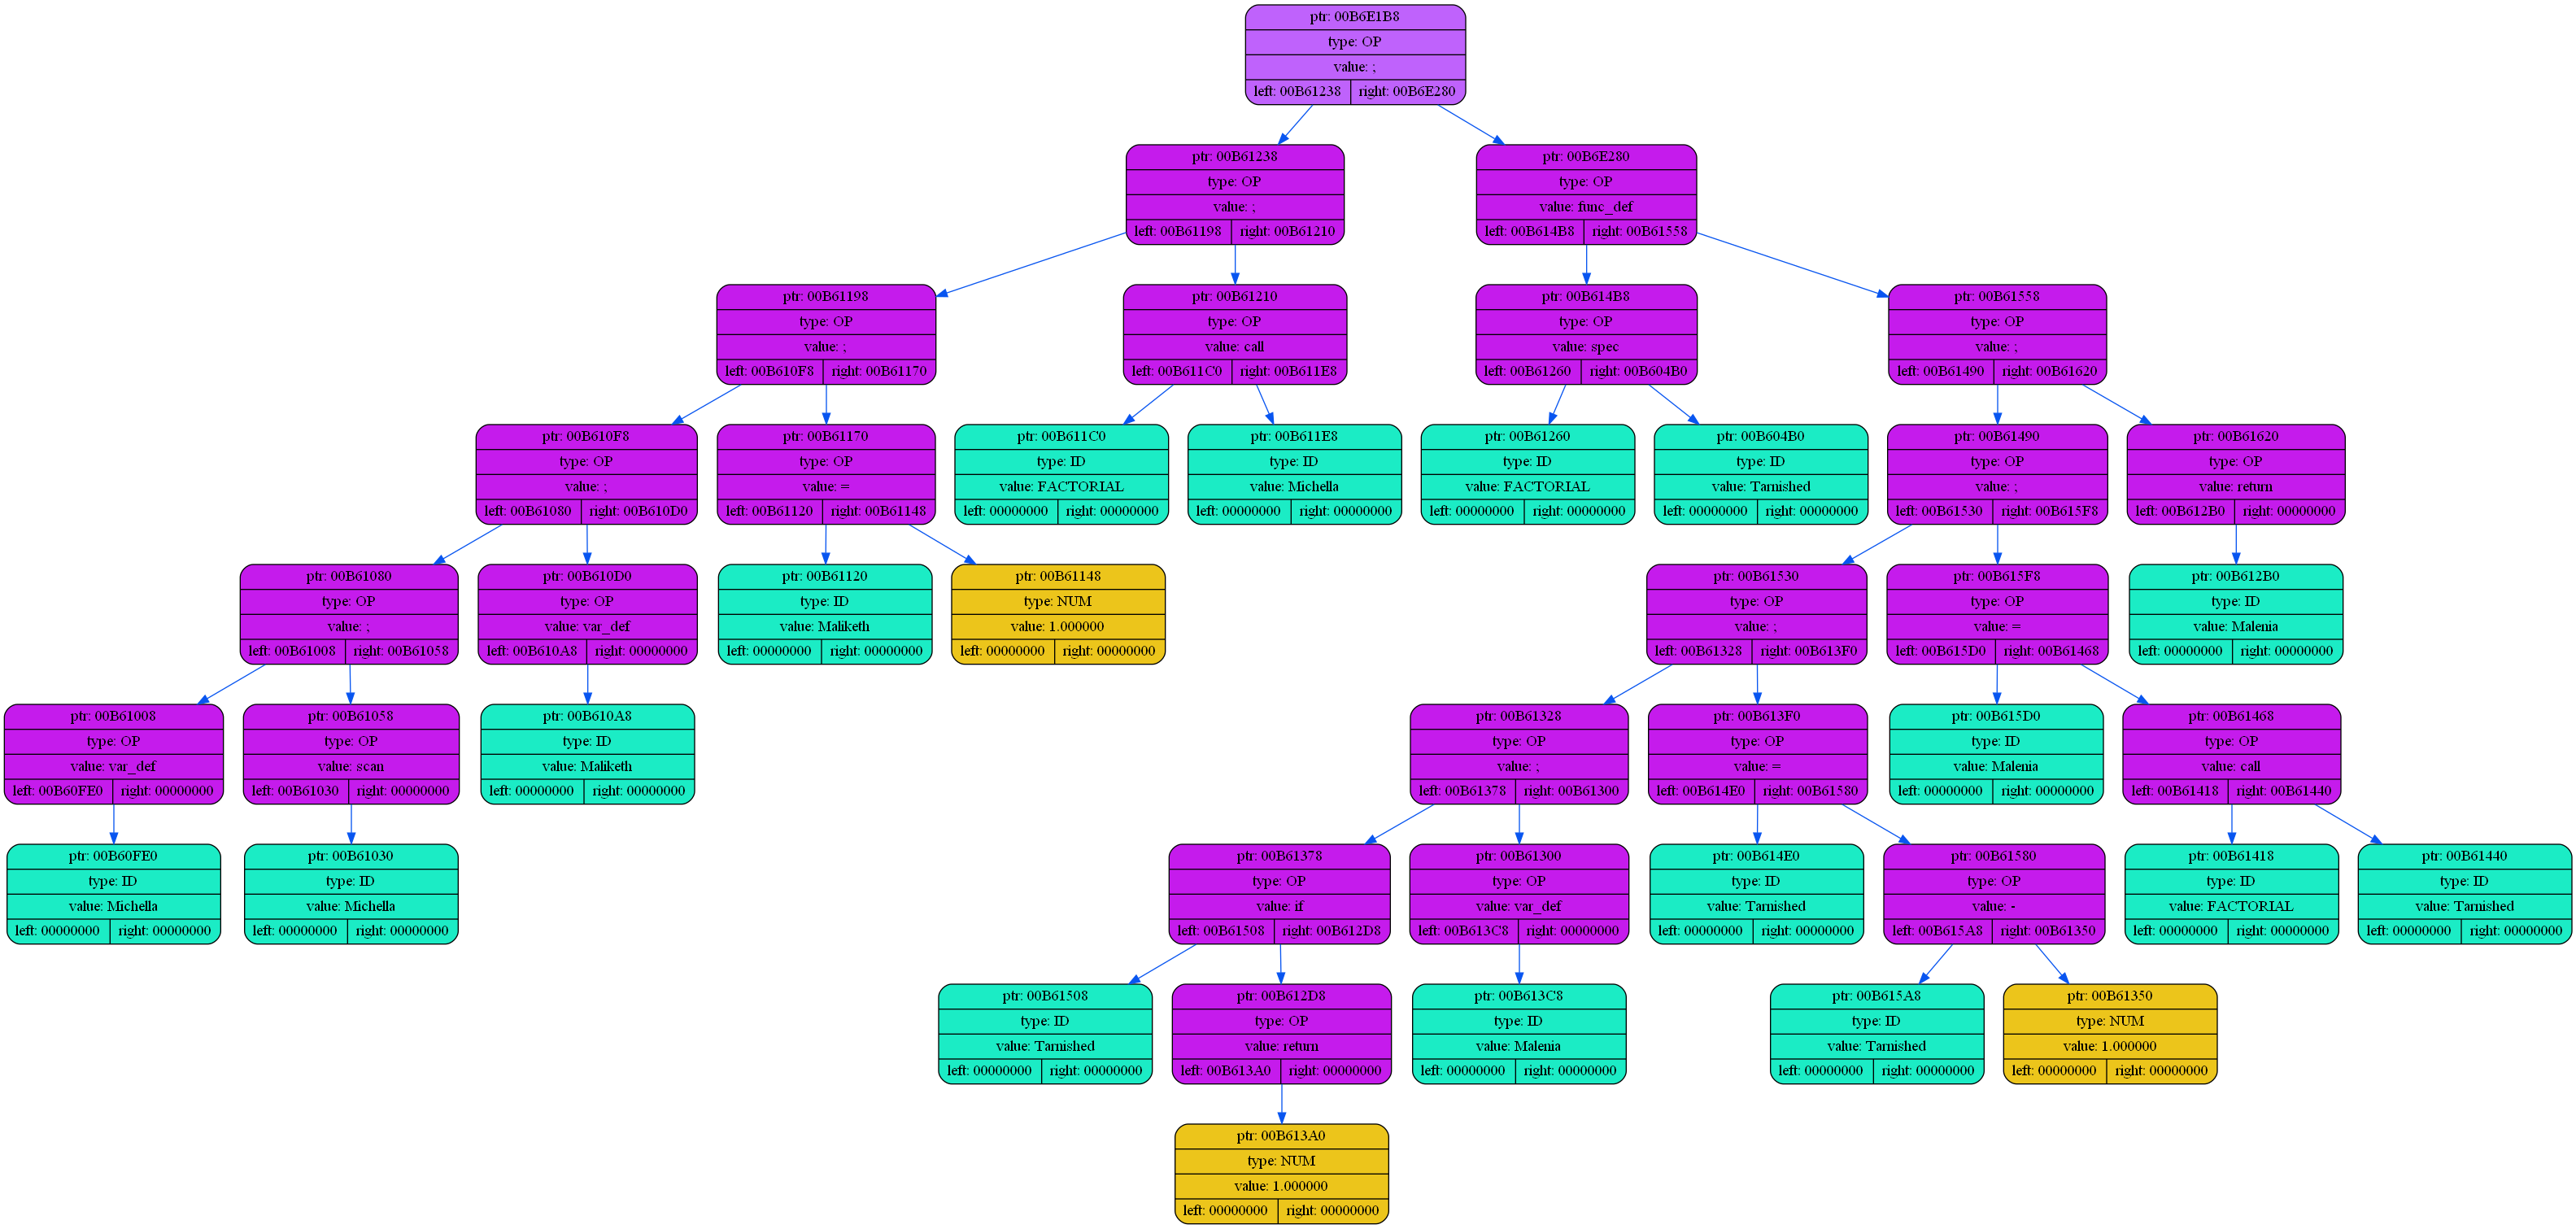 ptr: 00B6E1B8
type: OP
value: ;
left: 00B61238 right: 00B6E280
ptr: 00B61238
type: OP
value: ;
left: 00B61198 right: 00B61210
ptr: 00B6E280
type: OP
value: func_def
left: 00B614B8 right: 00B61558
ptr: 00B61198
type: OP
value: ;
left: 00B610F8 right: 00B61170
ptr: 00B61210
type: OP
value: call
left: 00B611C0 right: 00B611E8
ptr: 00B614B8
type: OP
value: spec
left: 00B61260 right: 00B604B0
ptr: 00B61558
type: OP
value: ;
left: 00B61490 right: 00B61620
ptr: 00B610F8
type: OP
value: ;
left: 00B61080 right: 00B610D0
ptr: 00B61170
type: OP
value: =
left: 00B61120 right: 00B61148
ptr: 00B611C0
type: ID
value: FACTORIAL
left: 00000000 right: 00000000
ptr: 00B611E8
type: ID
value: Michella
left: 00000000 right: 00000000
ptr: 00B61260
type: ID
value: FACTORIAL
left: 00000000 right: 00000000
ptr: 00B604B0
type: ID
value: Tarnished
left: 00000000 right: 00000000
ptr: 00B61490
type: OP
value: ;
left: 00B61530 right: 00B615F8
ptr: 00B61620
type: OP
value: return
left: 00B612B0 right: 00000000
ptr: 00B61080
type: OP
value: ;
left: 00B61008 right: 00B61058
ptr: 00B610D0
type: OP
value: var_def
left: 00B610A8 right: 00000000
ptr: 00B61120
type: ID
value: Maliketh
left: 00000000 right: 00000000
ptr: 00B61148
type: NUM
value: 1.000000
left: 00000000 right: 00000000
ptr: 00B61530
type: OP
value: ;
left: 00B61328 right: 00B613F0
ptr: 00B615F8
type: OP
value: =
left: 00B615D0 right: 00B61468
ptr: 00B612B0
type: ID
value: Malenia
left: 00000000 right: 00000000
ptr: 00B61008
type: OP
value: var_def
left: 00B60FE0 right: 00000000
ptr: 00B61058
type: OP
value: scan
left: 00B61030 right: 00000000
ptr: 00B610A8
type: ID
value: Maliketh
left: 00000000 right: 00000000
ptr: 00B61328
type: OP
value: ;
left: 00B61378 right: 00B61300
ptr: 00B613F0
type: OP
value: =
left: 00B614E0 right: 00B61580
ptr: 00B615D0
type: ID
value: Malenia
left: 00000000 right: 00000000
ptr: 00B61468
type: OP
value: call
left: 00B61418 right: 00B61440
ptr: 00B60FE0
type: ID
value: Michella
left: 00000000 right: 00000000
ptr: 00B61030
type: ID
value: Michella
left: 00000000 right: 00000000
ptr: 00B61378
type: OP
value: if
left: 00B61508 right: 00B612D8
ptr: 00B61300
type: OP
value: var_def
left: 00B613C8 right: 00000000
ptr: 00B614E0
type: ID
value: Tarnished
left: 00000000 right: 00000000
ptr: 00B61580
type: OP
value: -
left: 00B615A8 right: 00B61350
ptr: 00B61418
type: ID
value: FACTORIAL
left: 00000000 right: 00000000
ptr: 00B61440
type: ID
value: Tarnished
left: 00000000 right: 00000000
ptr: 00B61508
type: ID
value: Tarnished
left: 00000000 right: 00000000
ptr: 00B612D8
type: OP
value: return
left: 00B613A0 right: 00000000
ptr: 00B613C8
type: ID
value: Malenia
left: 00000000 right: 00000000
ptr: 00B615A8
type: ID
value: Tarnished
left: 00000000 right: 00000000
ptr: 00B61350
type: NUM
value: 1.000000
left: 00000000 right: 00000000
ptr: 00B613A0
type: NUM
value: 1.000000
left: 00000000 right: 00000000